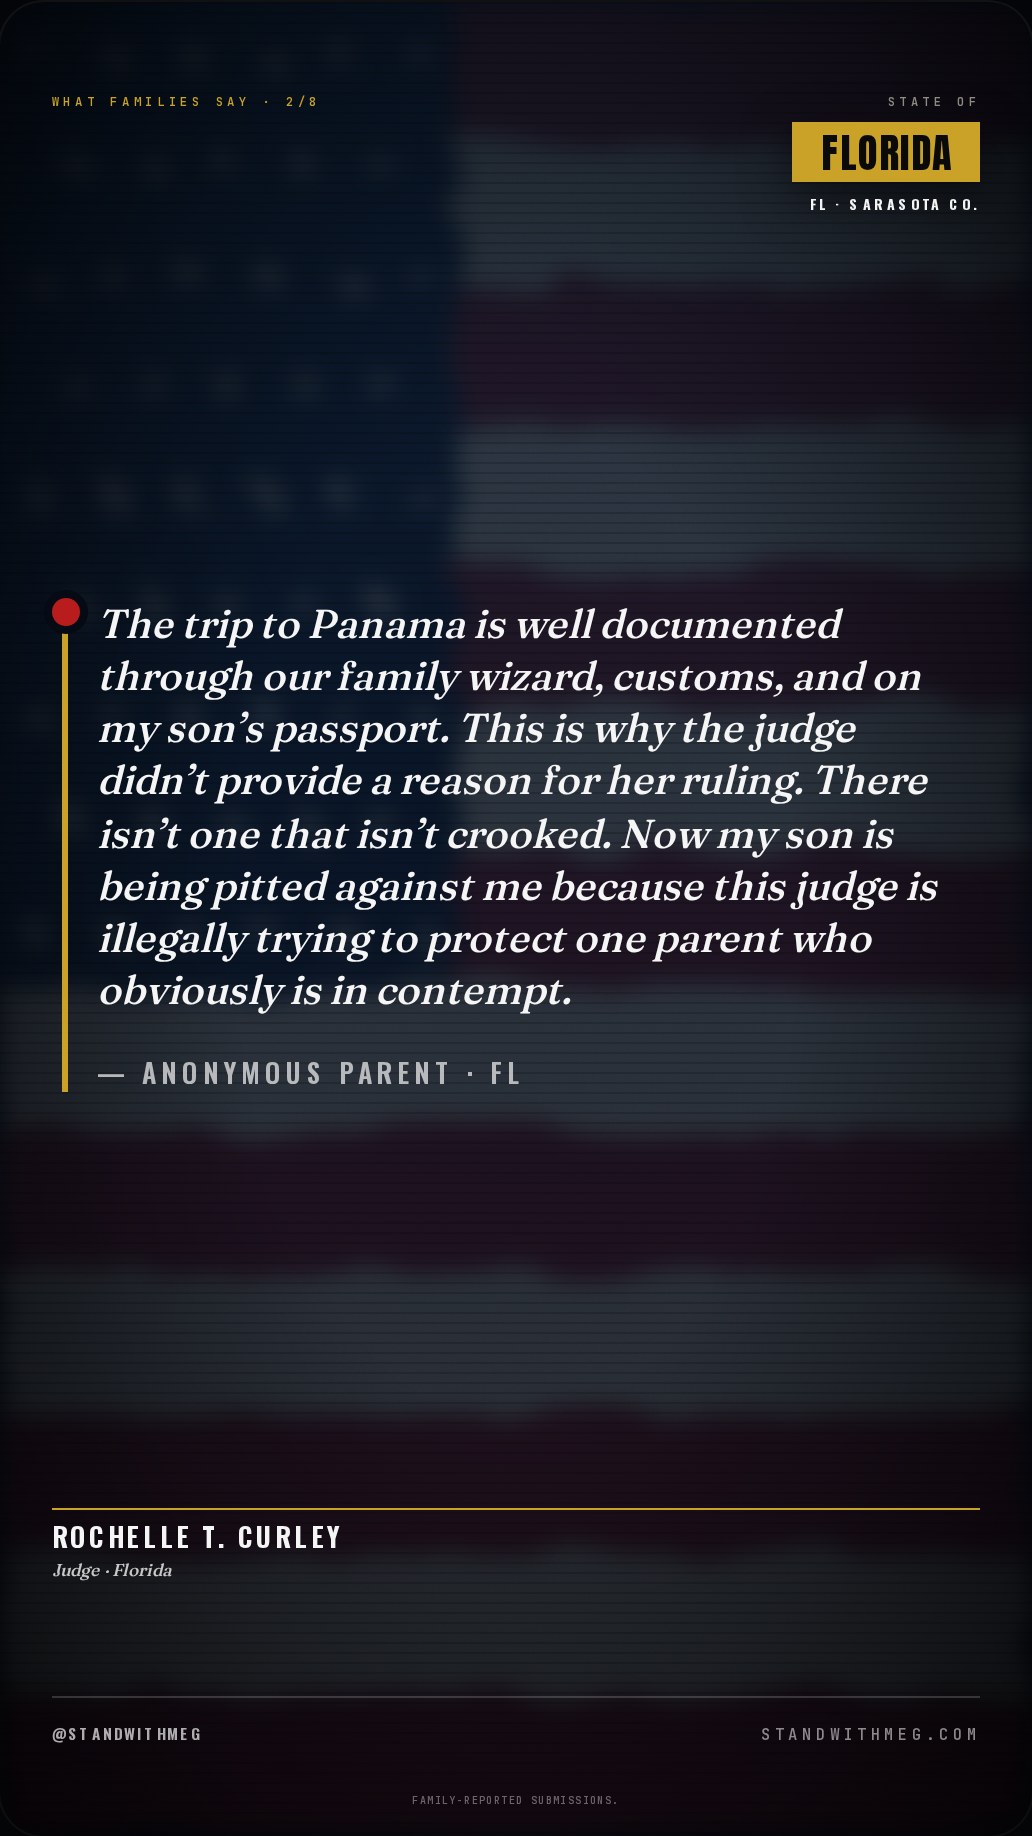 WHAT FAMILIES SAY · 2/8
STATE OF
FLORIDA
FL · SARASOTA CO.
The trip to Panama is well documented
through our family wizard, customs, and on
my son’s passport. This is why the judge
didn’t provide a reason for her ruling. There
isn’t one that isn’t crooked. Now my son is
being pitted against me because this judge is
illegally trying to protect one parent who
obviously is in contempt.
— ANONYMOUS PARENT · FL
ROCHELLE T. CURLEY
Judge · Florida
@STANDWITHMEG
STANDWITHMEG.COM
FAMILY-REPORTED SUBMISSIONS.